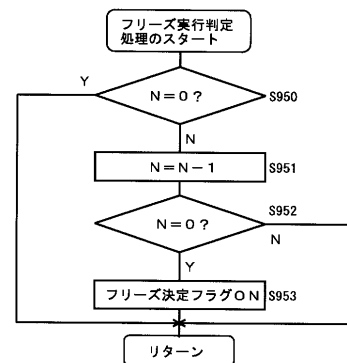 フリーズ実行判定
処理のスタート
Y
N=0?
S950
N
N=N-1
S951
S952
N=0?
N
Y
フリーズ決定フラグON
S953
リターン